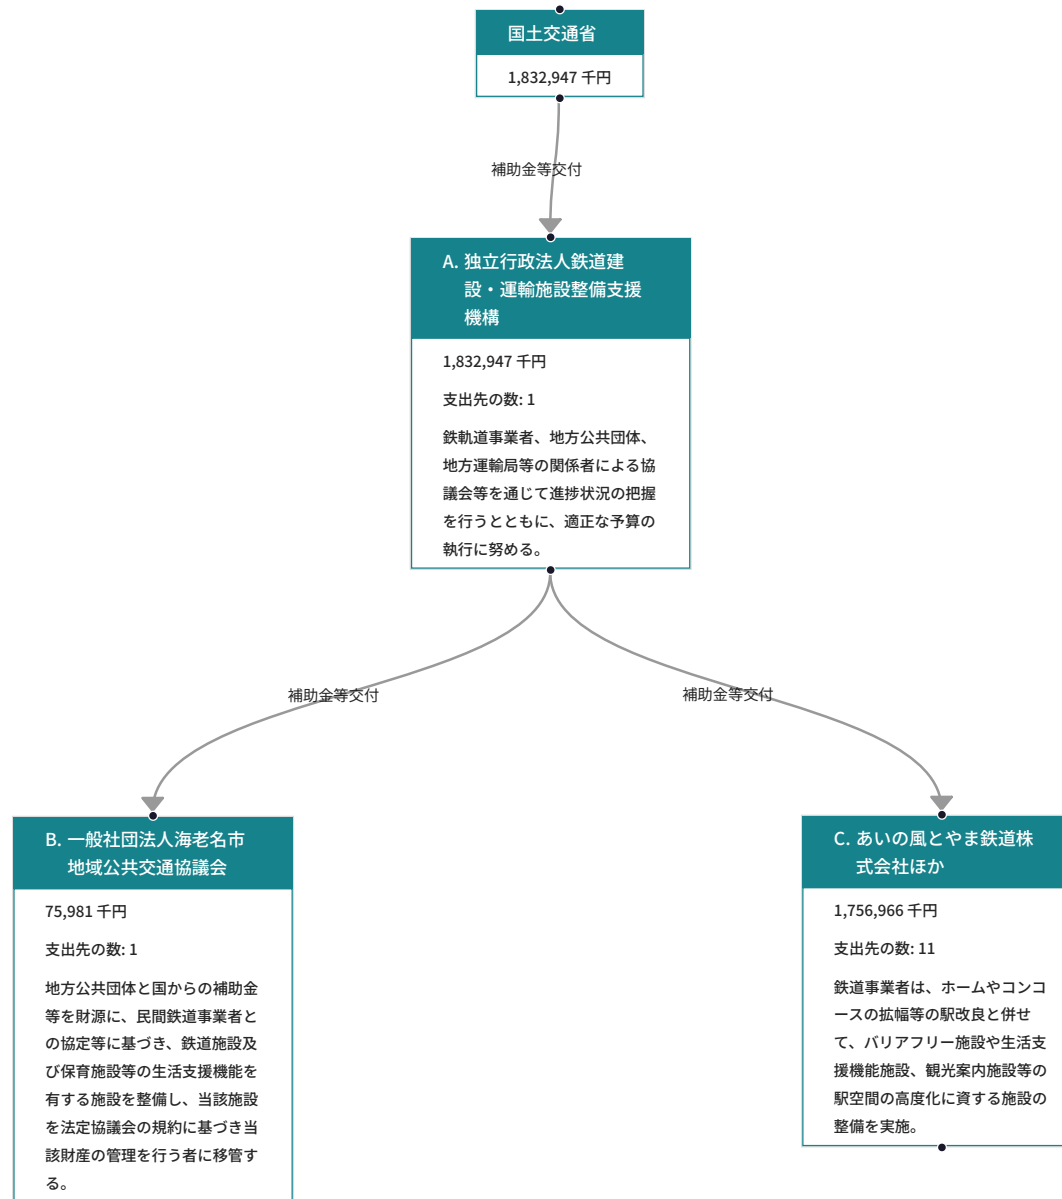 国土交通省
1,832,947 千円
補助金等交付
A. 独立行政法人鉄道建
設・運輸施設整備支援
機構
1,832,947 千円
支出先の数: 1
鉄軌道事業者、地方公共団体、
地方運輸局等の関係者による協
議会等を通じて進捗状況の把握
を行うとともに、適正な予算の
執行に努める。
補助金等交付
補助金等交付
B. 一般社団法人海老名市
地域公共交通協議会
75,981 千円
支出先の数: 1
地方公共団体と国からの補助金
等を財源に、民間鉄道事業者と
の協定等に基づき、鉄道施設及
び保育施設等の生活支援機能を
有する施設を整備し、当該施設
を法定協議会の規約に基づき当
該財産の管理を行う者に移管す
る。
C. あいの風とやま鉄道株
式会社ほか
1,756,966 千円
支出先の数: 11
鉄道事業者は、ホームやコンコ
ースの拡幅等の駅改良と併せ
て、バリアフリー施設や生活支
援機能施設、観光案内施設等の
駅空間の高度化に資する施設の
整備を実施。